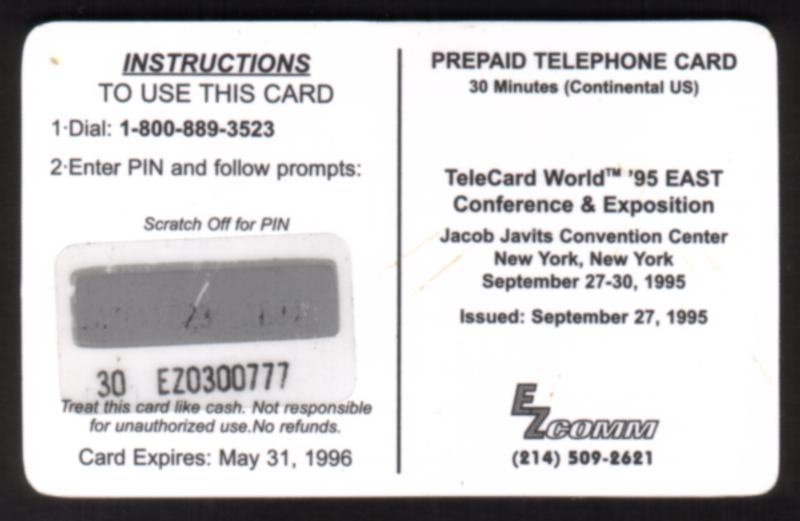 INSTRUCTIONS
TO USE THIS CARD
1·Dial: 1-800-889-3523
2·Enter PIN and follow prompts:
Scratch Off for PIN
30 EZ0300777
Treat this card like cash. Not responsible
for unauthorized use.No refunds.
Card Expires: May 31, 1996
PREPAID TELEPHONE CARD
30 Minutes (Continental US)
TeleCard World™ '95 EAST
Conference & Exposition
Jacob Javits Convention Center
New York, New York
September 27-30, 1995
Issued: September 27, 1995
EZCOMM
(214) 509-2621